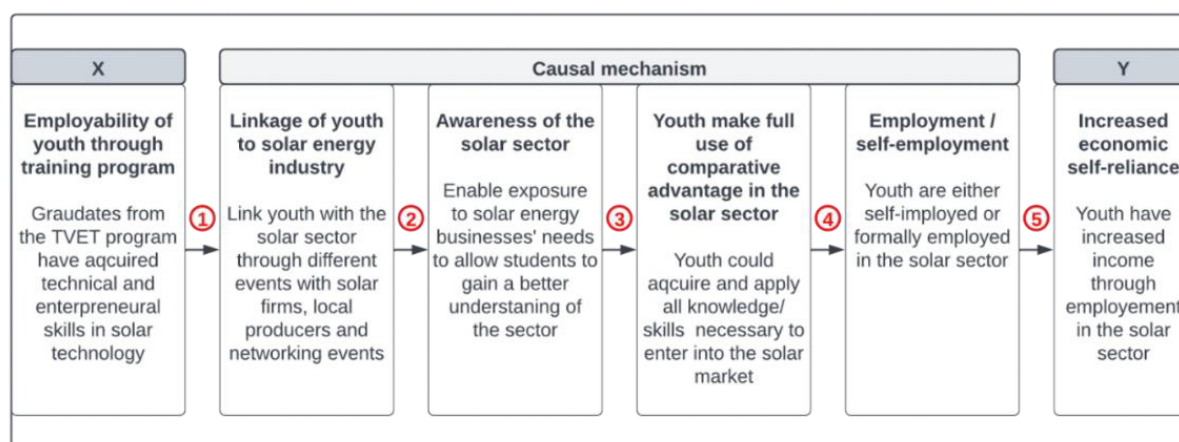 X
Causal mechanism
Y
Employability of
youth through
training program
Graudates from
the TVET program
have aqcuired
technical and
enterpreneural
skills in solar
technology
1
Linkage of youth
to solar energy
industry
Link youth with the
solar sector
through different
events with solar
firms, local
producers and
networking events
2
Awareness of the
solar sector
Enable exposure
to solar energy
businesses' needs
to allow students to
gain a better
understaning of
the sector
3
Youth make full
use of
comparative
advantage in the
solar sector
Youth could
aqcuire and apply
all knowledge/
skills necessary to
enter into the solar
market
4
Employment /
self-employment
Youth are either
self-imployed or
formally employed
in the solar sector
5
Increased
economic
self-reliance
Youth have
increased
income
through
employement
in the solar
sector